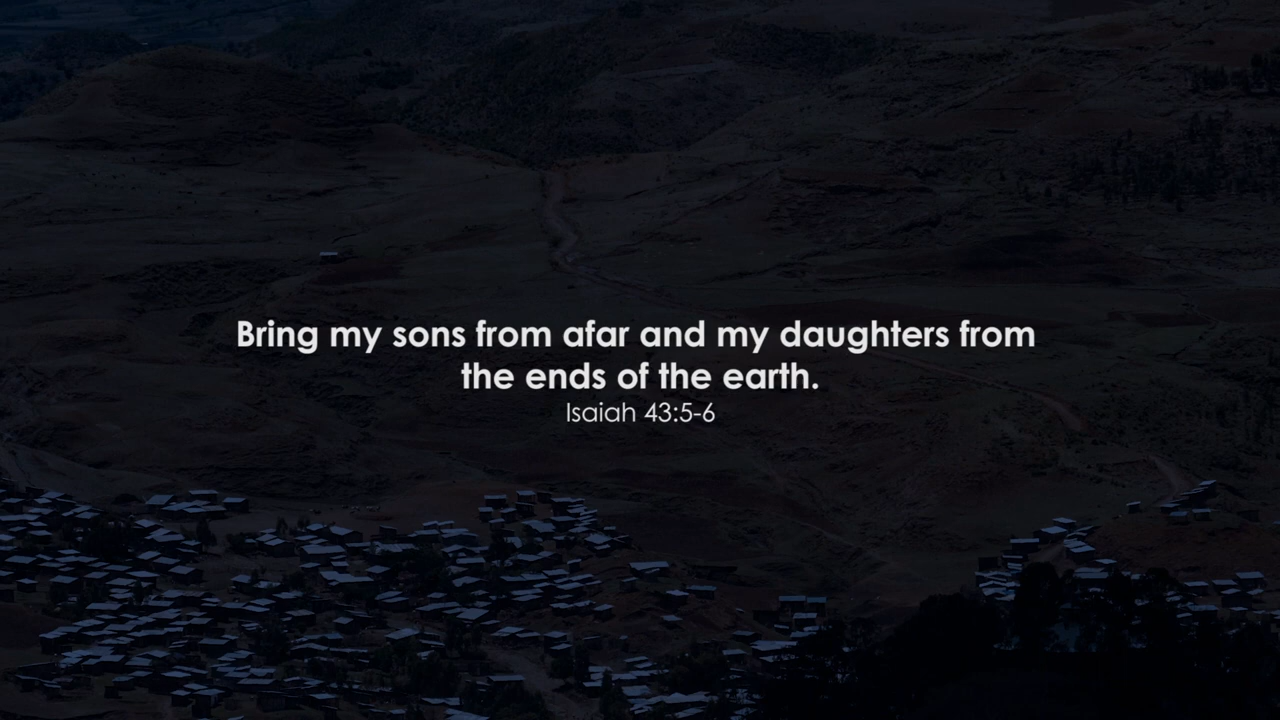 Bring my sons from afar and my daughters from
the ends of the earth.
Isaiah 43:5-6